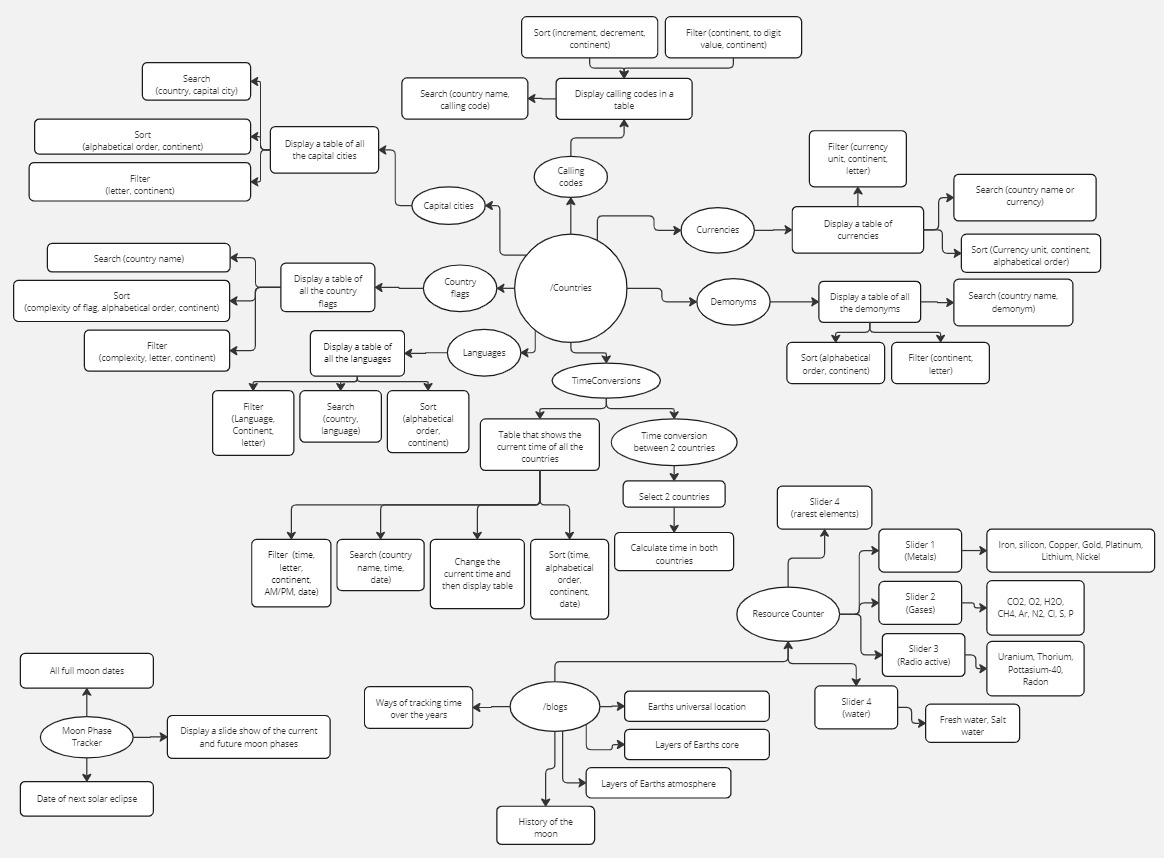 Sort (increment, decrement,
continent)
Filter (continent, to digit
value, continent)
Search
(country, capital city)
Search (country name,
calling code)
Display calling codes in a
table
Sort
(alphabetical order, continent)
Display a table of all
the capital cities
Filter
(letter, continent)
Calling
codes
Capital cities
Filter (currency
unit, continent,
letter)
Search (country name or
currency)
Currencies
Display a table of
currencies
Sort (Currency unit, continent,
alphabetical order)
Search (country name)
Sort
(complexity of flag, alphabetical order, continent)
Display a table of
all the country
flags
Country
flags
/Countries
Demonyms
Display a table of all
the demonyms
Search (country name,
demonym)
Filter
(complexity, letter, continent)
Display a table of
all the languages
Languages
Sort (alphabetical
order, continent)
Filter (continent,
letter)
TimeConversions
Filter
(Language,
Continent,
letter)
Search
(country,
language)
Sort
(alphabetical
order,
continent)
Table that shows the
current time of all the
countries
Time conversion
between 2 countries
Select 2 countries
Calculate time in both
countries
Filter (time,
letter,
continent,
AM/PM, date)
Search (country
name, time,
date)
Change the
current time and
then display table
Sort (time,
alphabetical
order,
continent,
date)
Slider 4
(rarest elements)
Slider 1
(Metals)
Iron, silicon, Copper, Gold, Platinum,
Lithium, Nickel
Resource Counter
Slider 2
(Gases)
CO2, O2, H2O,
CH4, Ar, N2, Cl, S, P
Slider 3
(Radio active)
Uranium, Thorium,
Pottasium-40,
Radon
Slider 4
(water)
Fresh water, Salt
water
All full moon dates
Moon Phase
Tracker
Display a slide show of the current
and future moon phases
Date of next solar eclipse
Ways of tracking time
over the years
/blogs
Earths universal location
Layers of Earths core
Layers of Earths atmosphere
History of the
moon